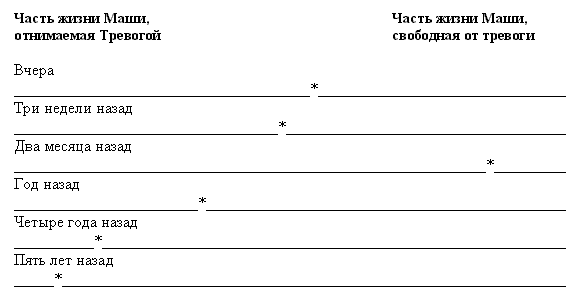 Часть жизни Маши,
отнимаемая Тревогой
Часть жизни Маши,
свободная от тревоги
Вчера
*
Три недели назад
*
Два месяца назад
*
Год назад
*
Четыре года назад
*
Пять лет назад
*